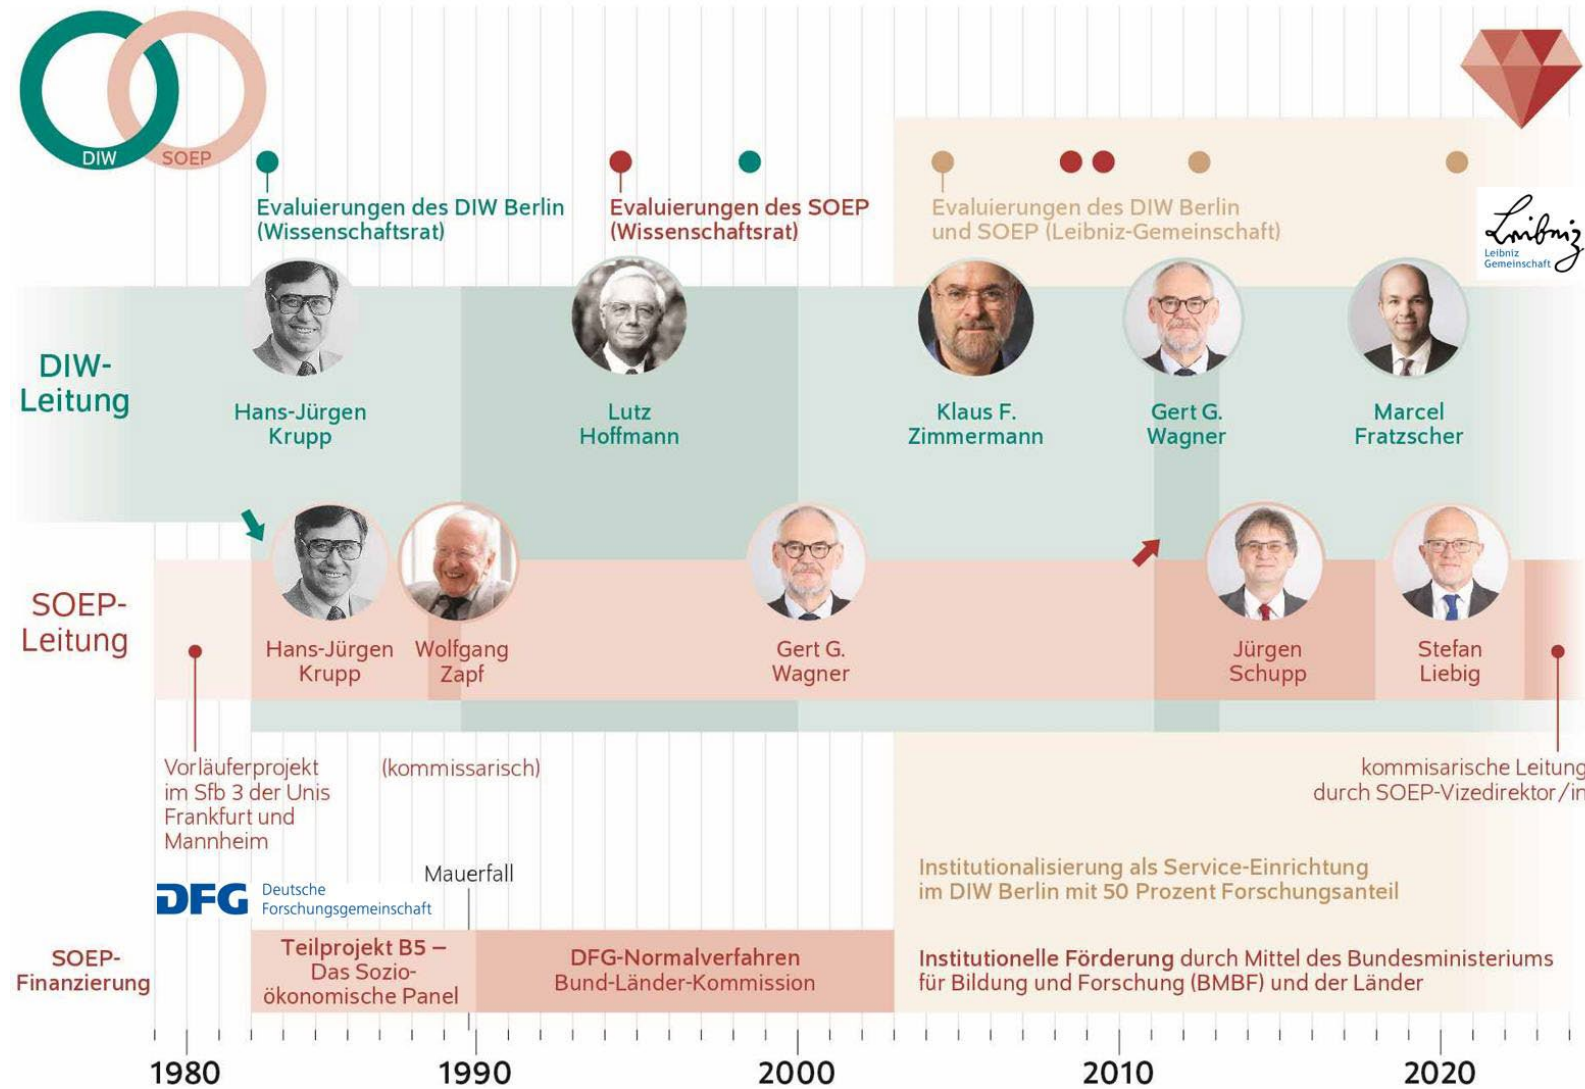 DIW
SOEP
Evaluierungen des DIW Berlin
(Wissenschaftsrat)
Evaluierungen des SOEP
(Wissenschaftsrat)
Evaluierungen des DIW Berlin
und SOEP (Leibniz-Gemeinschaft)
Leibniz
Leibniz
Gemeinschaft
DIW-
Leitung
Hans-Jürgen
Krupp
Lutz
Hoffmann
Klaus F.
Zimmermann
Gert G.
Wagner
Marcel
Fratzscher
SOEP-
Leitung
Hans-Jürgen
Krupp
Wolfgang
Zapf
Gert G.
Wagner
Jürgen
Schupp
Stefan
Liebig
Vorläuferprojekt
im Sfb 3 der Unis
Frankfurt und
Mannheim
(kommissarisch)
kommisarische Leitung
durch SOEP-Vizedirektor/in
Mauerfall
DFG
Deutsche
Forschungsgemeinschaft
Institutionalisierung als Service-Einrichtung
im DIW Berlin mit 50 Prozent Forschungsanteil
SOEP-
Finanzierung
Teilprojekt B5 –
Das Sozio-
ökonomische Panel
DFG-Normalverfahren
Bund-Länder-Kommission
Institutionelle Förderung durch Mittel des Bundesministeriums
für Bildung und Forschung (BMBF) und der Länder
1980
1990
2000
2010
2020